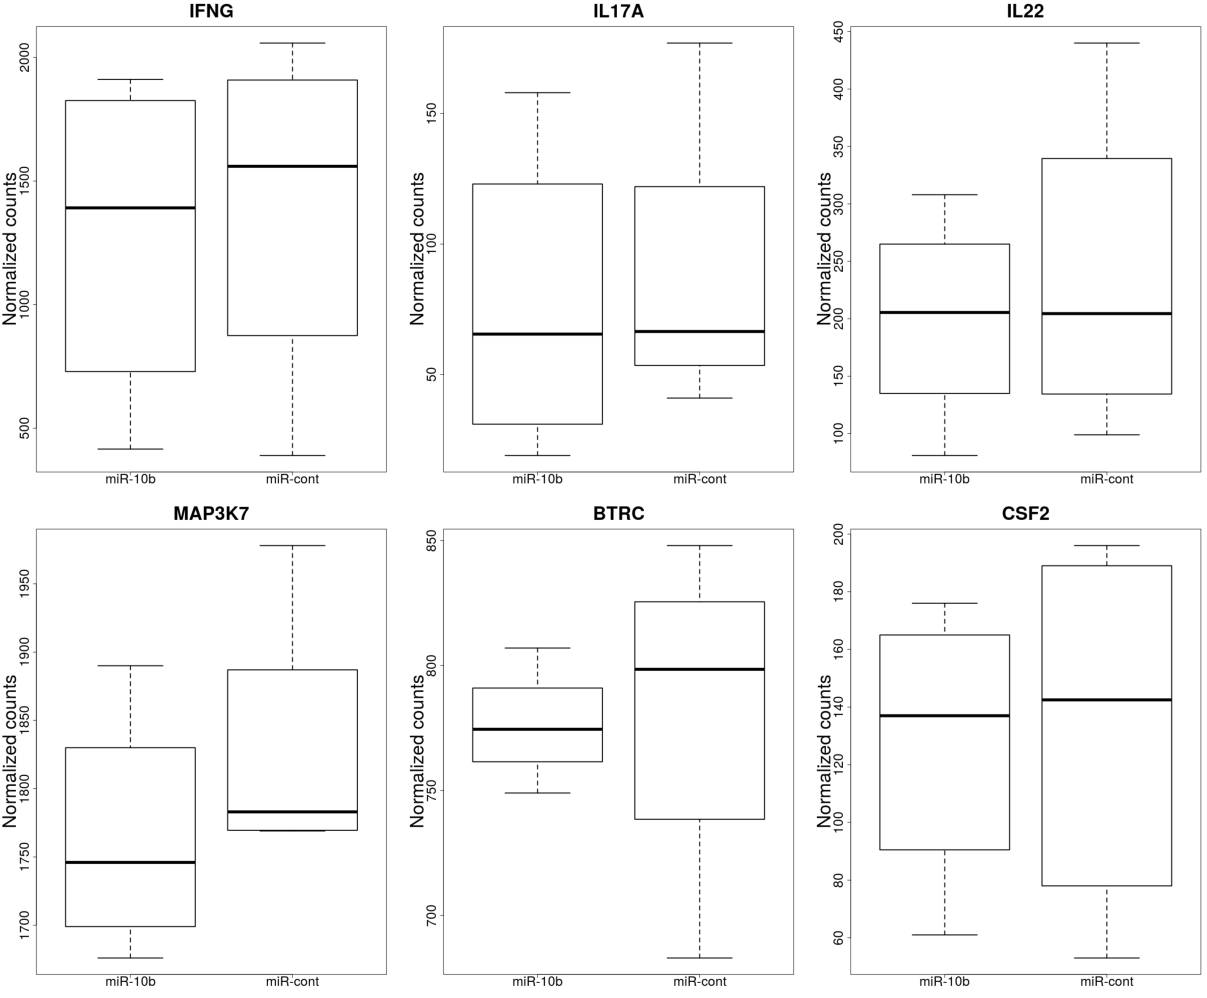 IFNG
IL17A
IL22
Normalized counts
500
1000
1500
2000
miR-10b
miR-cont
Normalized counts
50
100
150
miR-10b
miR-cont
Normalized counts
100
150
200
250
300
350
400
450
miR-10b
miR-cont
MAP3K7
BTRC
CSF2
Normalized counts
1700
1750
1800
1850
1900
1950
miR-10b
miR-cont
Normalized counts
700
750
800
850
miR-10b
miR-cont
Normalized counts
60
80
100
120
140
160
180
200
miR-10b
miR-cont